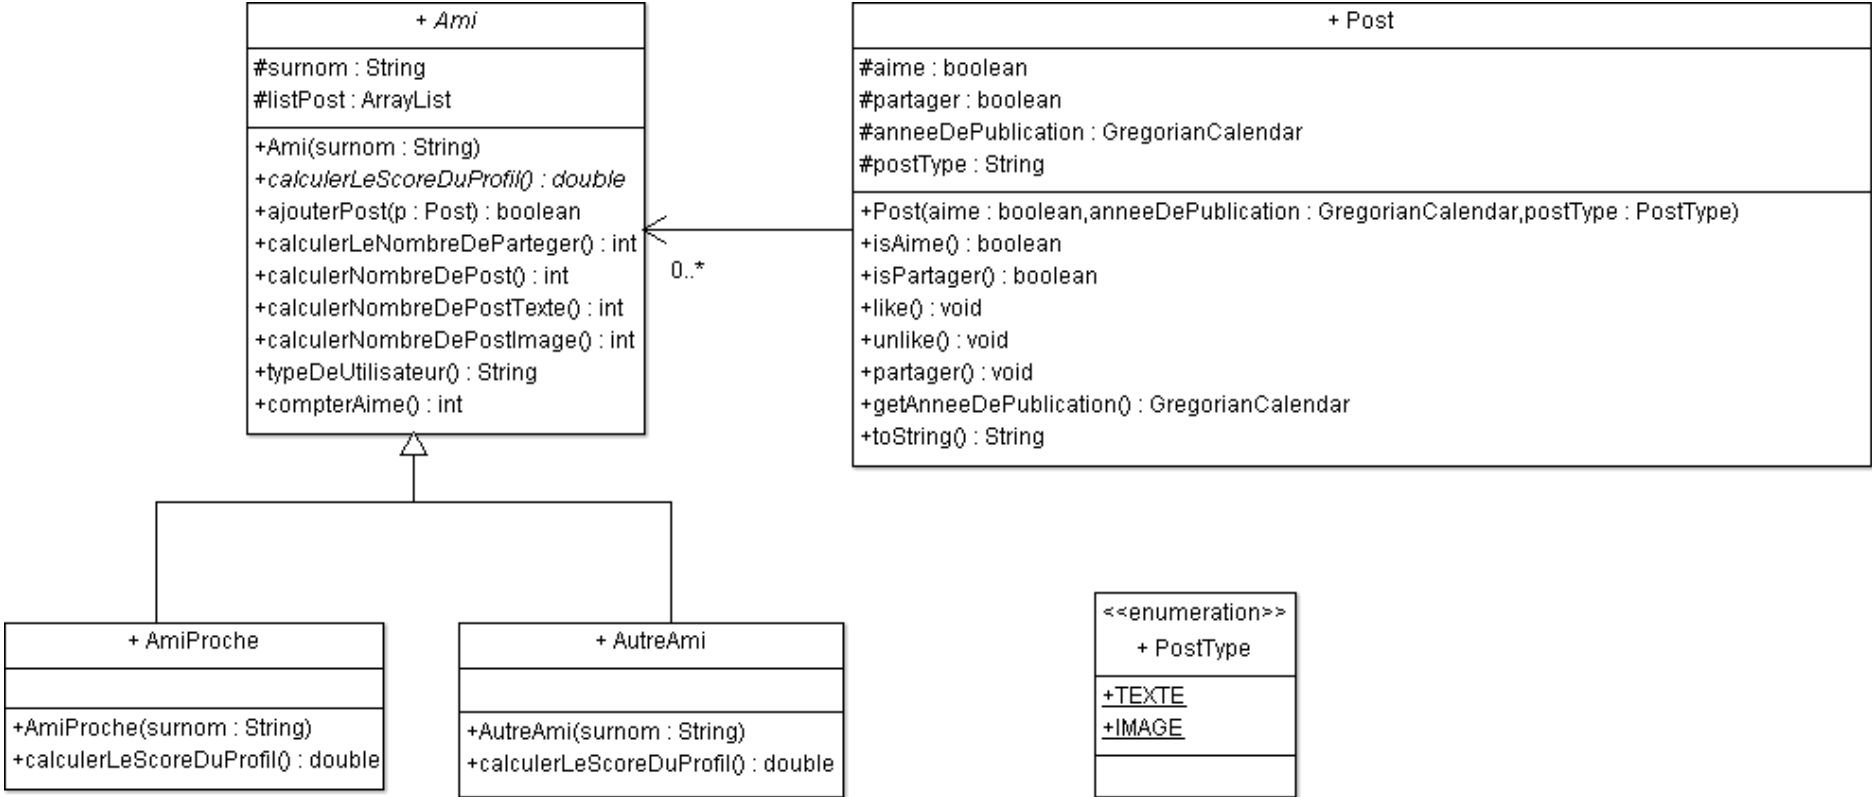 + Ami
#surnom : String
#listPost : ArrayList
+Ami(surnom : String)
+calculerLeScoreDuProfil() : double
+ajouterPost(p : Post) : boolean
+calculerLeNombreDeParteger() : int
+calculerNombreDePost() : int
+calculerNombreDePostTexte() : int
+calculerNombreDePostImage() : int
+typeDeUtilisateur() : String
+compterAime() : int
0..*
+ Post
#aime : boolean
#partager : boolean
#anneeDePublication : GregorianCalendar
#postType : String
+Post(aime : boolean,anneeDePublication : GregorianCalendar,postType : PostType)
+isAime() : boolean
+isPartager() : boolean
+like() : void
+unlike() : void
+partager() : void
+getAnneeDePublication() : GregorianCalendar
+toString() : String
+ AmiProche
+AmiProche(surnom : String)
+calculerLeScoreDuProfil() : double
+ AutreAmi
+AutreAmi(surnom : String)
+calculerLeScoreDuProfil() : double
<<enumeration>>
+ PostType
+TEXTE
+IMAGE